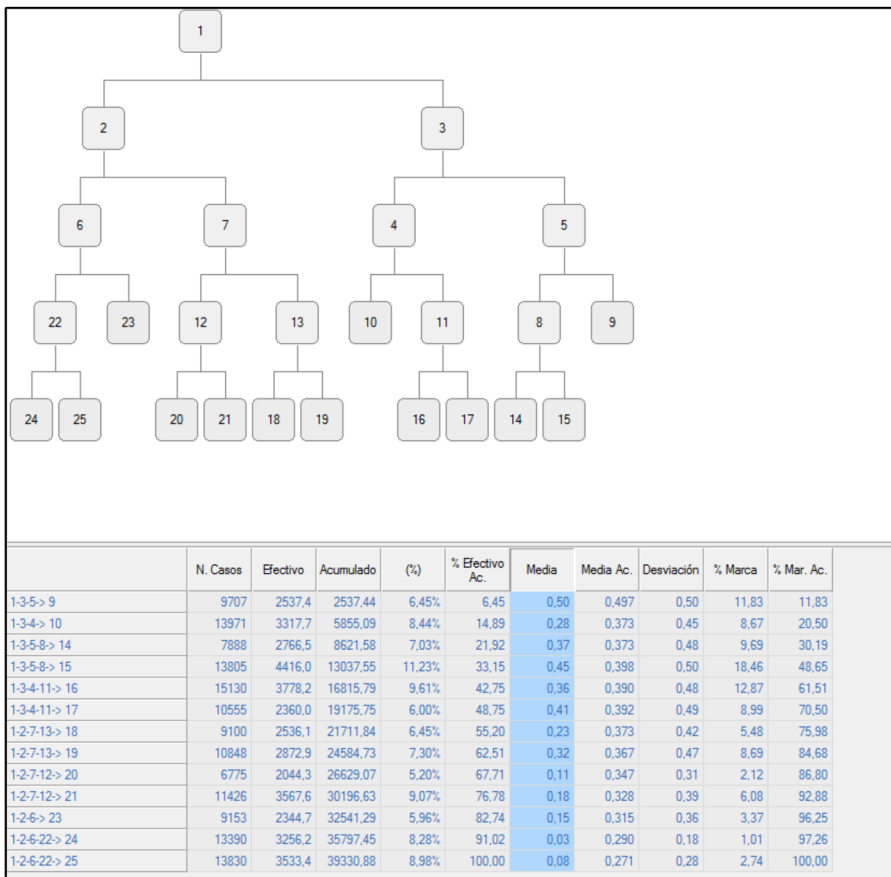 1
2 3
6 7 4 5
22 23 12 13 10 11 8 9
24 25 20 21 18 19 16 17 14 15
N. Casos Efectivo Acumulado (%) % Efectivo Ac. Media Media Ac. Desviación % Marca % Mar. Ac.
1-3-5-> 9 9707 2537,4 2537,44 6,45% 6,45 0,50 0,497 0,50 11,83 11,83
1-3-4-> 10 13971 3317,7 5855,09 8,44% 14,89 0,28 0,373 0,45 8,67 20,50
1-3-5-8-> 14 7888 2766,5 8621,58 7,03% 21,92 0,37 0,373 0,48 9,69 30,19
1-3-5-8-> 15 13805 4416,0 13037,55 11,23% 33,15 0,45 0,398 0,50 18,46 48,65
1-3-4-11-> 16 15130 3778,2 16815,79 9,61% 42,75 0,36 0,390 0,48 12,87 61,51
1-3-4-11-> 17 10555 2360,0 19175,75 6,00% 48,75 0,41 0,392 0,49 8,99 70,50
1-2-7-13-> 18 9100 2536,1 21711,84 6,45% 55,20 0,23 0,373 0,42 5,48 75,98
1-2-7-13-> 19 10848 2872,9 24584,73 7,30% 62,51 0,32 0,367 0,47 8,69 84,68
1-2-7-12-> 20 6775 2044,3 26629,07 5,20% 67,71 0,11 0,347 0,31 2,12 86,80
1-2-7-12-> 21 11426 3567,6 30196,63 9,07% 76,78 0,18 0,328 0,39 6,08 92,88
1-2-6-> 23 9153 2344,7 32541,29 5,96% 82,74 0,15 0,315 0,36 3,37 96,25
1-2-6-22-> 24 13390 3256,2 35797,45 8,28% 91,02 0,03 0,290 0,18 1,01 97,26
1-2-6-22-> 25 13830 3533,4 39330,88 8,98% 100,00 0,08 0,271 0,28 2,74 100,00